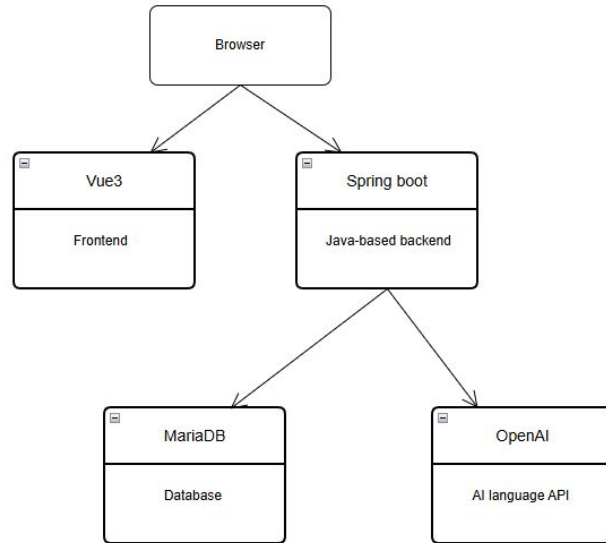 Browser
Vue3
Frontend
Spring boot
Java-based backend
MariaDB
Database
OpenAI
AI language API